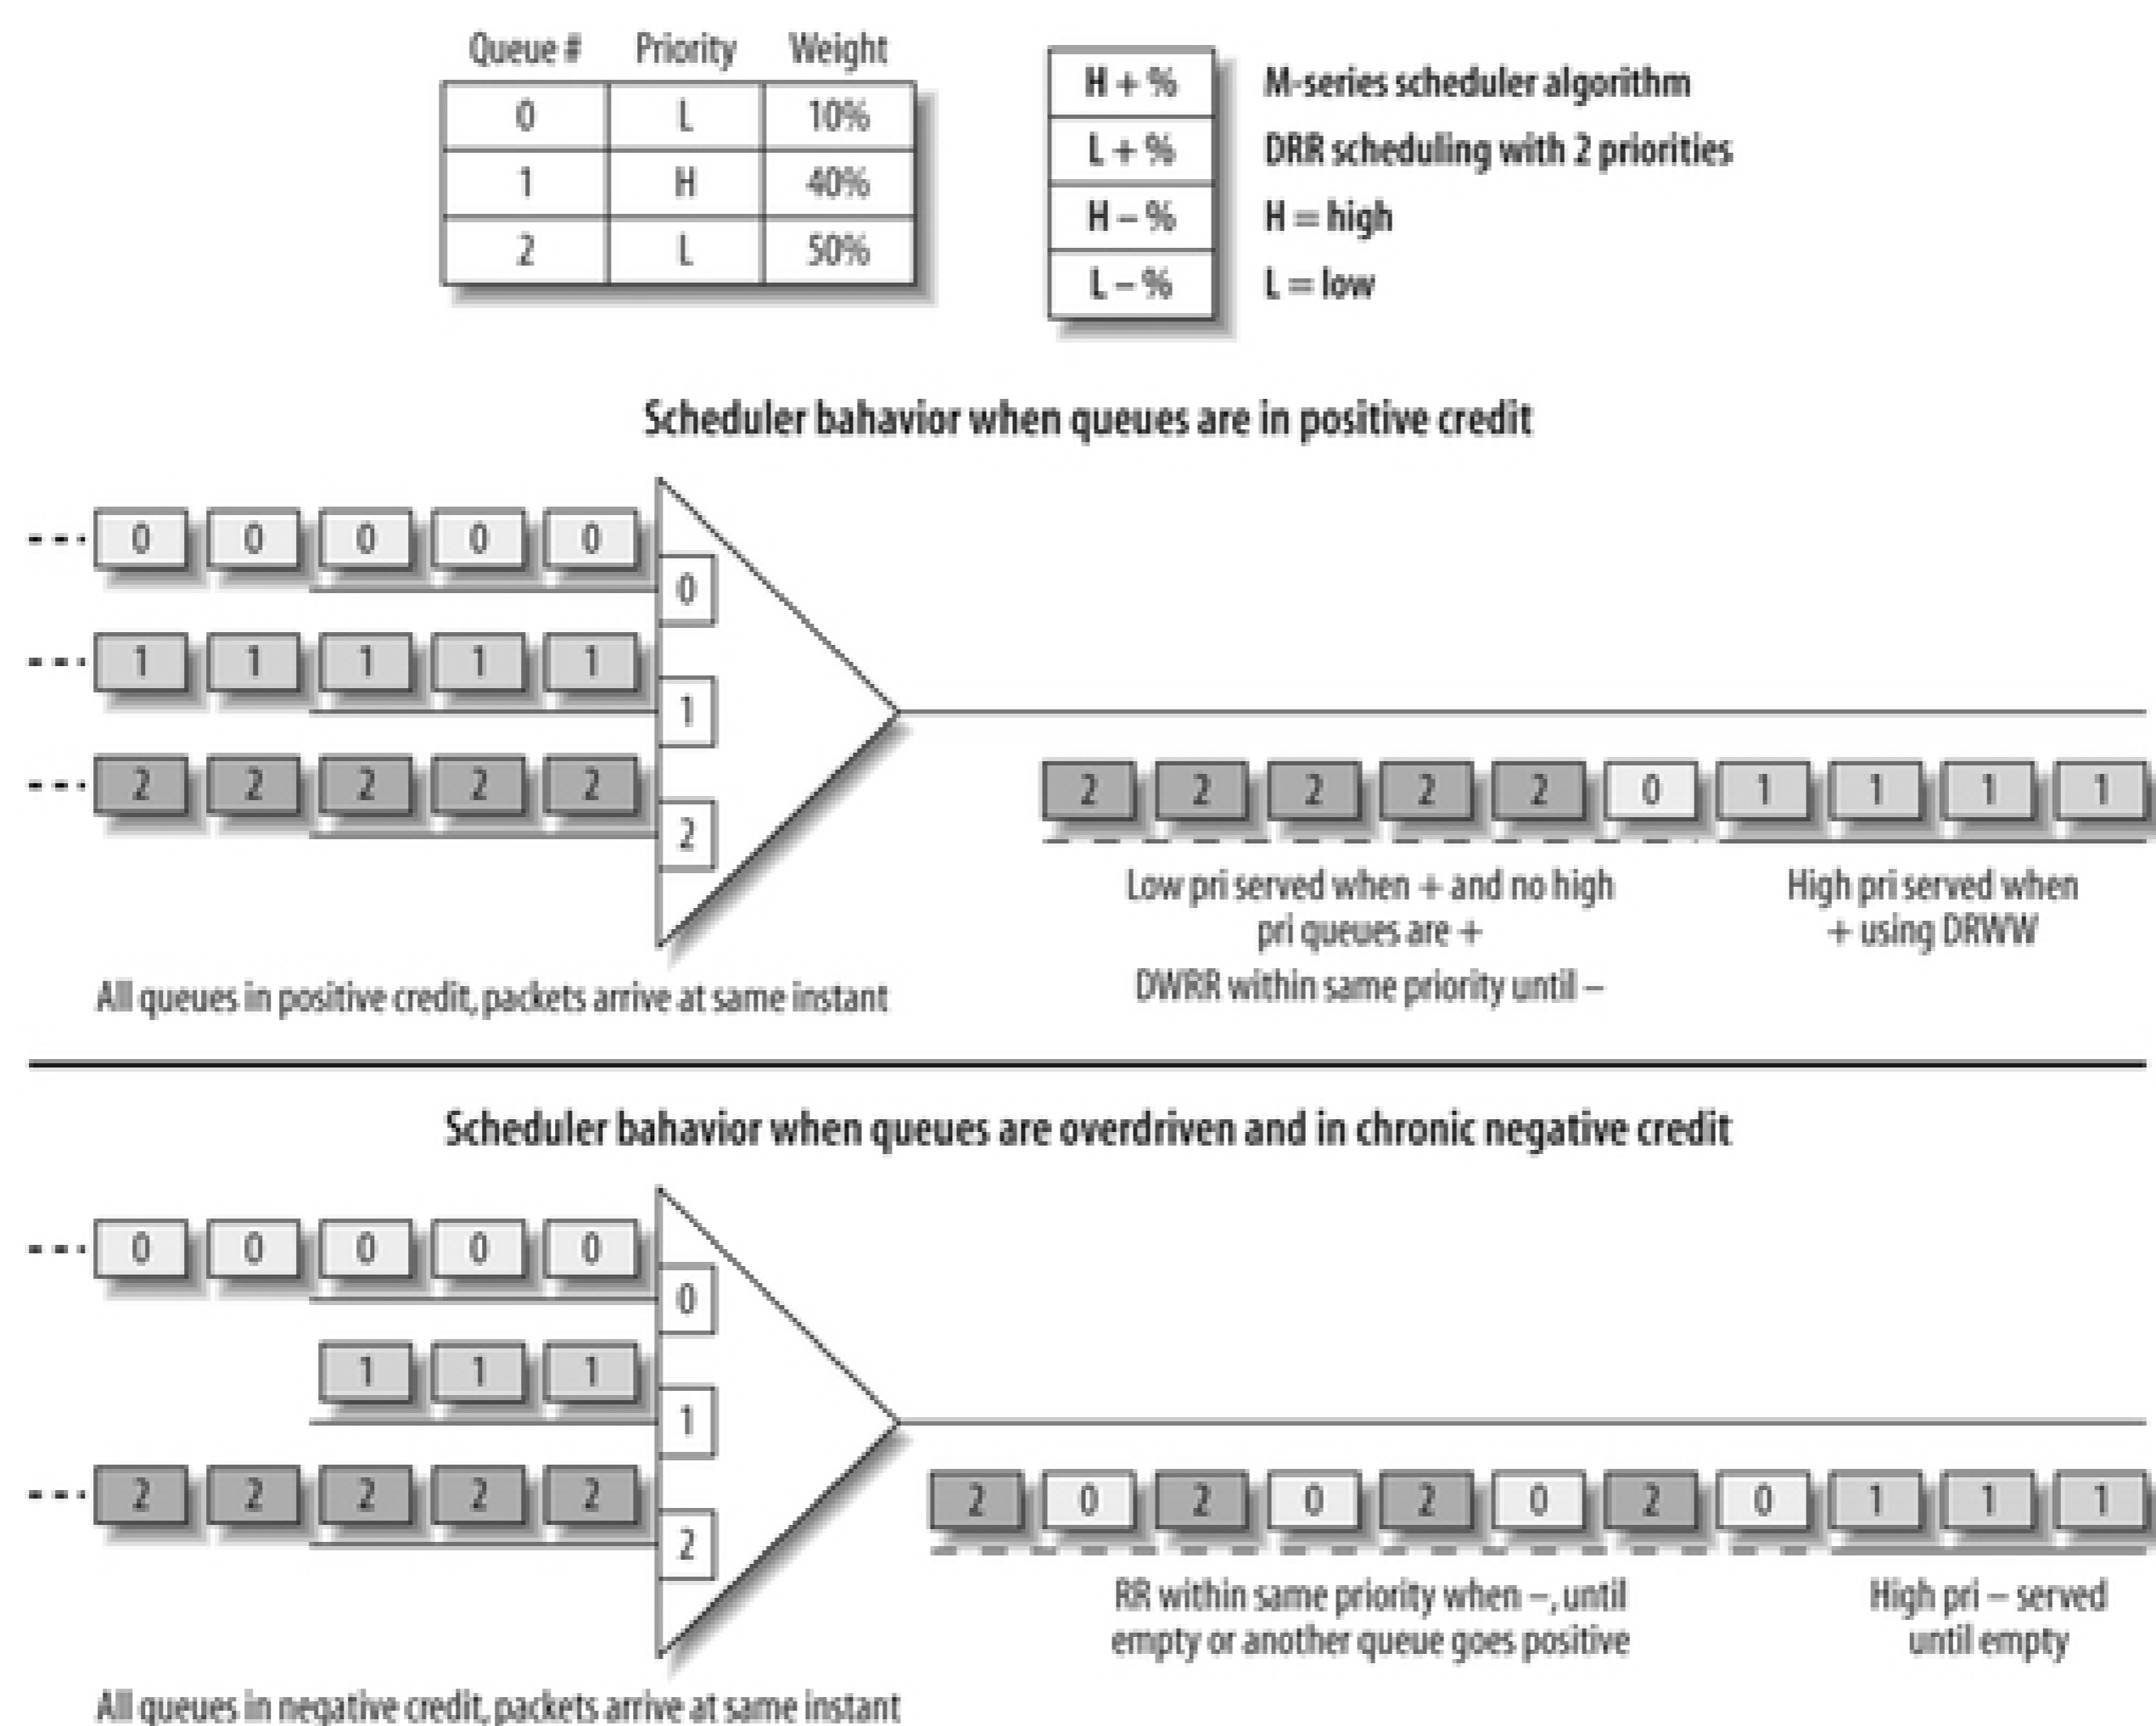 Queue # Priority Weight
0 L 10%
1 H 40%
2 L 50%
H + % M-series scheduler algorithm
L + % DRR scheduling with 2 priorities
H – % H = high
L – % L = low
Scheduler bahavior when queues are in positive credit
0 0 0 0 0
0
1 1 1 1 1
1
2 2 2 2 2
2
2 2 2 2 2 0 1 1 1 1
Low pri served when + and no high
pri queues are +
DWRR within same priority until –
High pri served when
+ using DRWW
All queues in positive credit, packets arrive at same instant
Scheduler bahavior when queues are overdriven and in chronic negative credit
0 0 0 0 0
0
1 1 1
1
2 2 2 2 2
2
2 0 2 0 2 0 2 0 1 1 1
RR within same priority when –, until
empty or another queue goes positive
High pri – served
until empty
All queues in negative credit, packets arrive at same instant